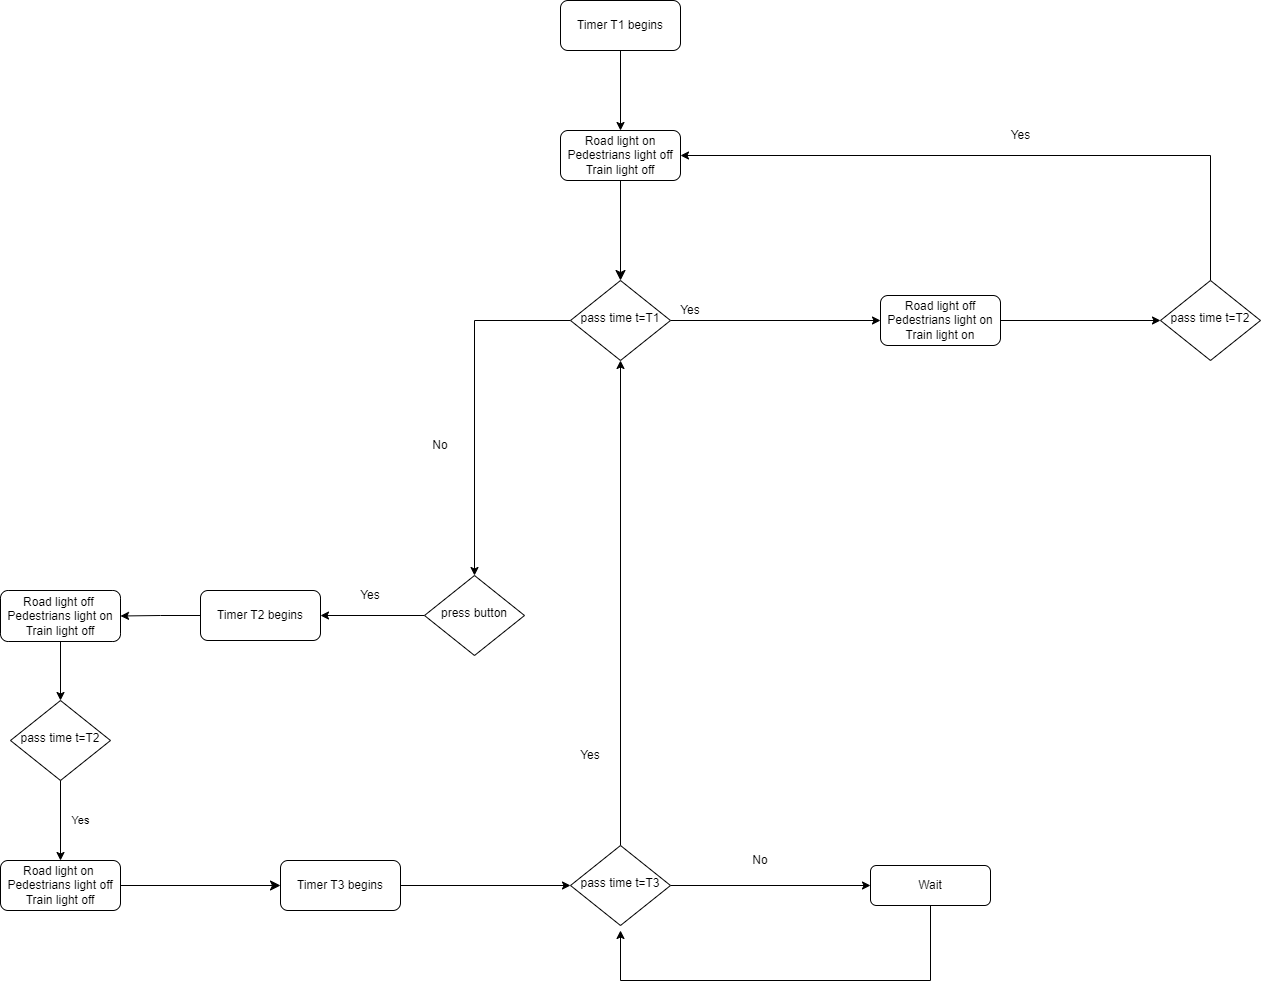 Timer T1 begins
Yes
Road light on
Pedestrians light off
Train light off
Yes
pass time t=T1
Road light off
Pedestrians light on
Train light on
pass time t=T2
No
Yes
press button
Timer T2 begins
Road light off
Pedestrians light on
Train light off
pass time t=T2
Yes
Yes
Road light on
Pedestrians light off
Train light off
Timer T3 begins
pass time t=T3
No
Wait